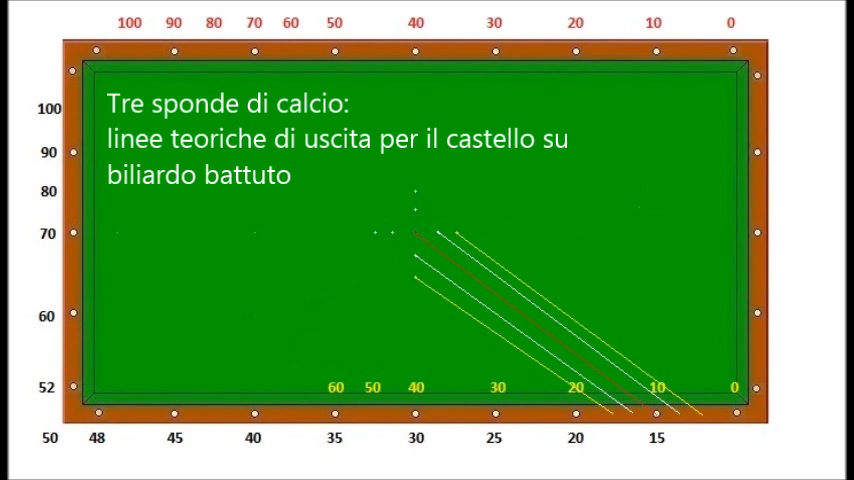 100 90 80 70 60 50 40 30 20 10 0
Tre sponde di calcio:
linee teoriche di uscita per il castello su
biliardo battuto
100
90
80
70
60
52
60 50 40 30 20 10 0
50 48 45 40 35 30 25 20 15